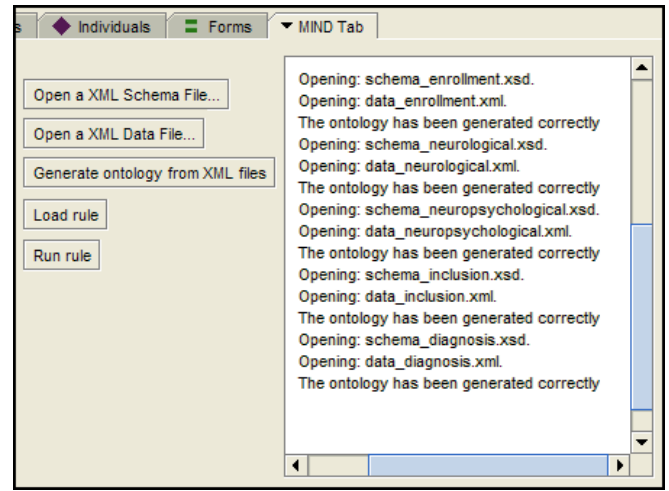 s Individuals Forms MIND Tab
Open a XML Schema File...
Open a XML Data File...
Generate ontology from XML files
Load rule
Run rule
Opening: schema_enrollment.xsd.
Opening: data_enrollment.xml.
The ontology has been generated correctly
Opening: schema_neurological.xsd.
Opening: data_neurological.xml.
The ontology has been generated correctly
Opening: schema_neuropsychological.xsd.
Opening: data_neuropsychological.xml.
The ontology has been generated correctly
Opening: schema_inclusion.xsd.
Opening: data_inclusion.xml.
The ontology has been generated correctly
Opening: schema_diagnosis.xsd.
Opening: data_diagnosis.xml.
The ontology has been generated correctly